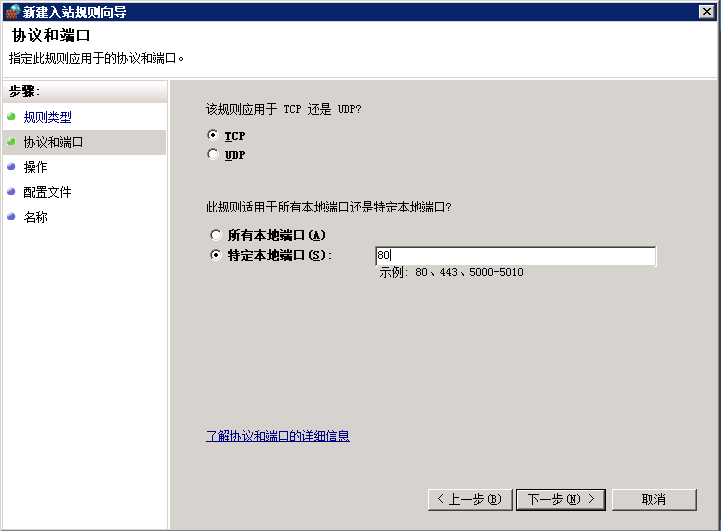 新建入站规则向导
协议和端口
指定此规则应用于的协议和端口。
步骤:
规则类型
协议和端口
操作
配置文件
名称
该规则应用于 TCP 还是 UDP?
TCP
UDP
此规则适用于所有本地端口还是特定本地端口?
所有本地端口(A)
特定本地端口(S): 80
示例: 80、443、5000-5010
了解协议和端口的详细信息
< 上一步(B) 下一步(N) > 取消